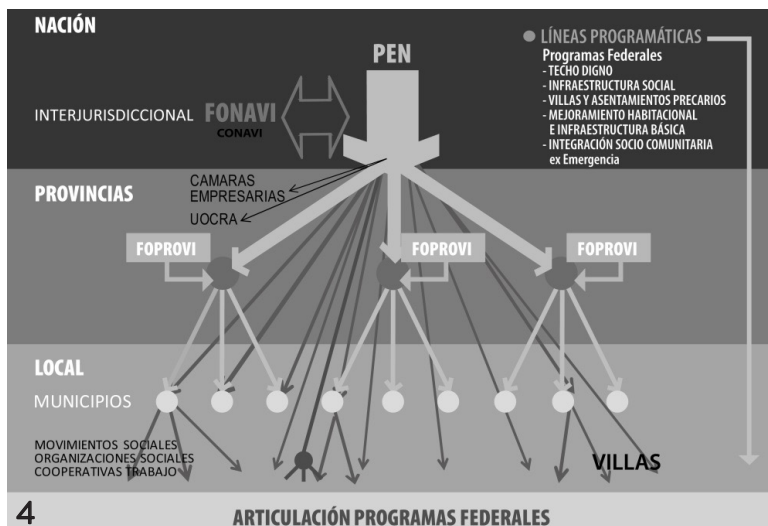 NACIÓN
PEN
INTERJURISDICCIONAL
FONAVI
CONAVI
LÍNEAS PROGRAMÁTICAS
Programas Federales
- TECHO DIGNO
- INFRAESTRUCTURA SOCIAL
- VILLAS Y ASENTAMIENTOS PRECARIOS
- MEJORAMIENTO HABITACIONAL
E INFRAESTRUCTURA BÁSICA
- INTEGRACIÓN SOCIO COMUNITARIA
ex Emergencia
PROVINCIAS
CAMARAS
EMPRESARIAS
UOCRA
FOPROVI
FOPROVI
FOPROVI
LOCAL
MUNICIPIOS
MOVIMIENTOS SOCIALES
ORGANIZACIONES SOCIALES
COOPERATIVAS TRABAJO
VILLAS
4
ARTICULACIÓN PROGRAMAS FEDERALES